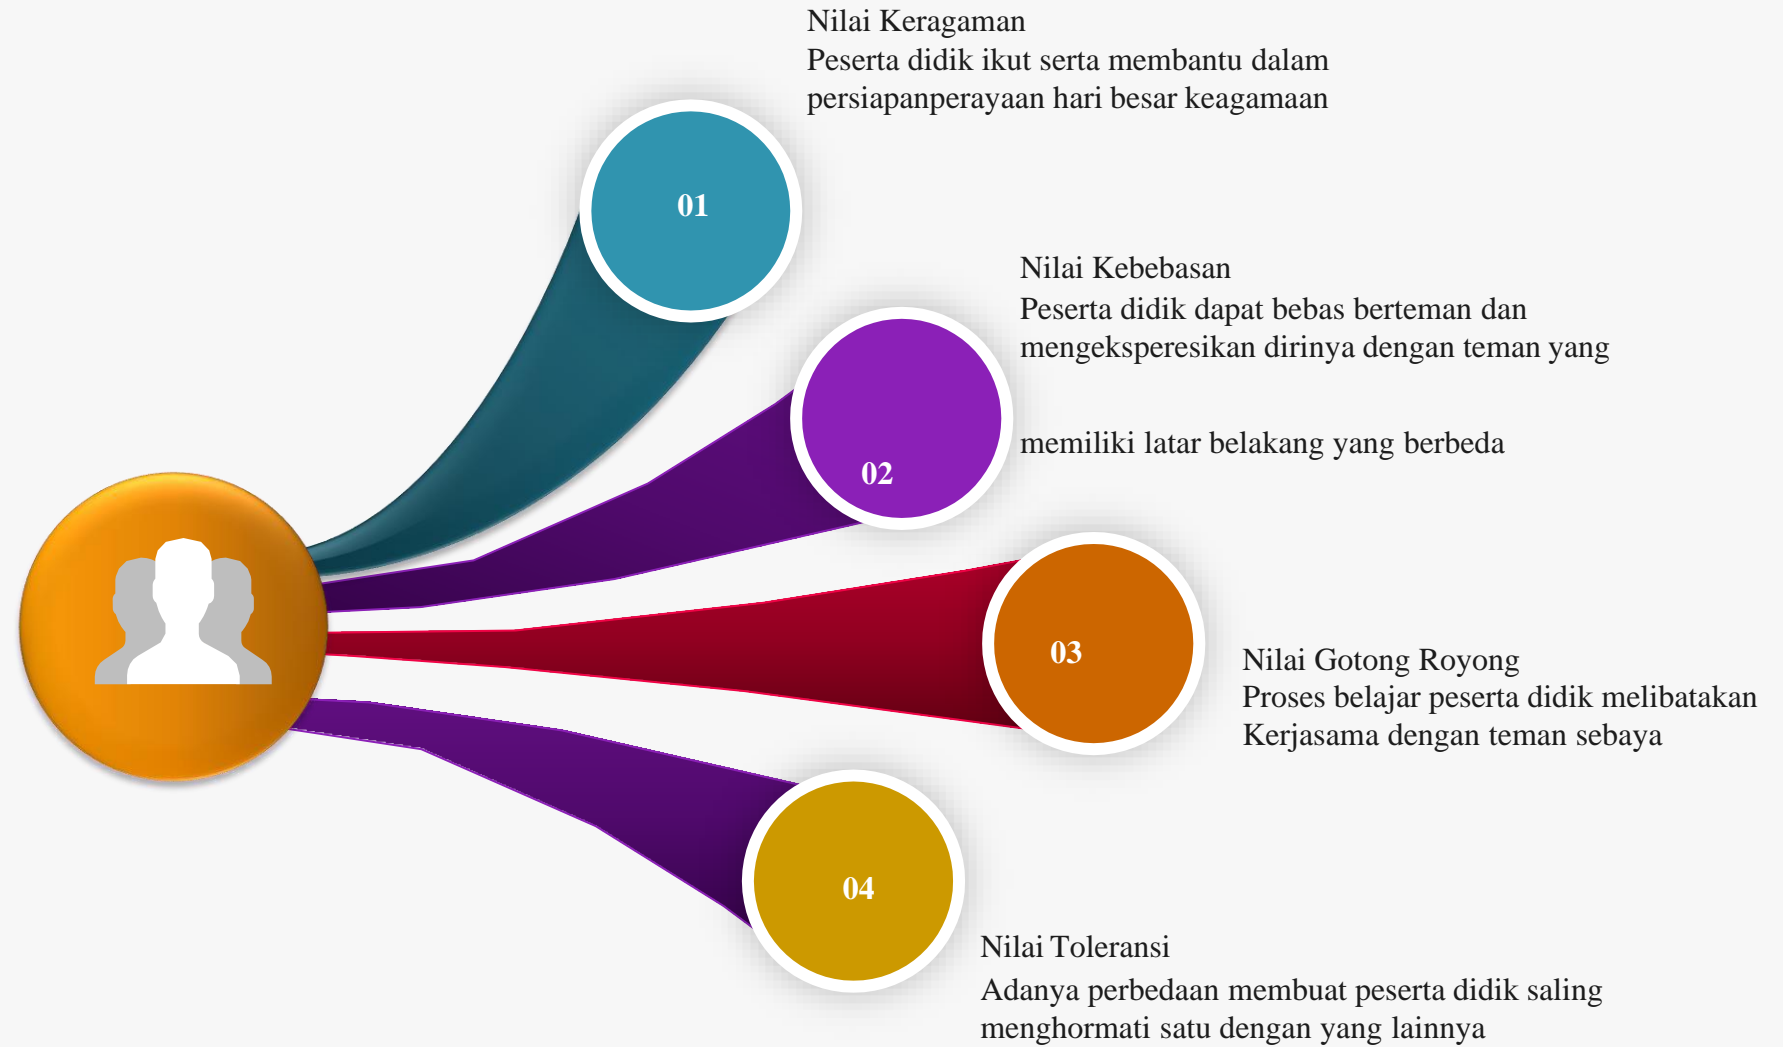 Nilai Keragaman
Peserta didik ikut serta membantu dalam
persiapanperayaan hari besar keagamaan
01
Nilai Kebebasan
Peserta didik dapat bebas berteman dan
mengeksperesikan dirinya dengan teman yang
memiliki latar belakang yang berbeda
02
03
Nilai Gotong Royong
Proses belajar peserta didik melibatakan
Kerjasama dengan teman sebaya
04
Nilai Toleransi
Adanya perbedaan membuat peserta didik saling
menghormati satu dengan yang lainnya